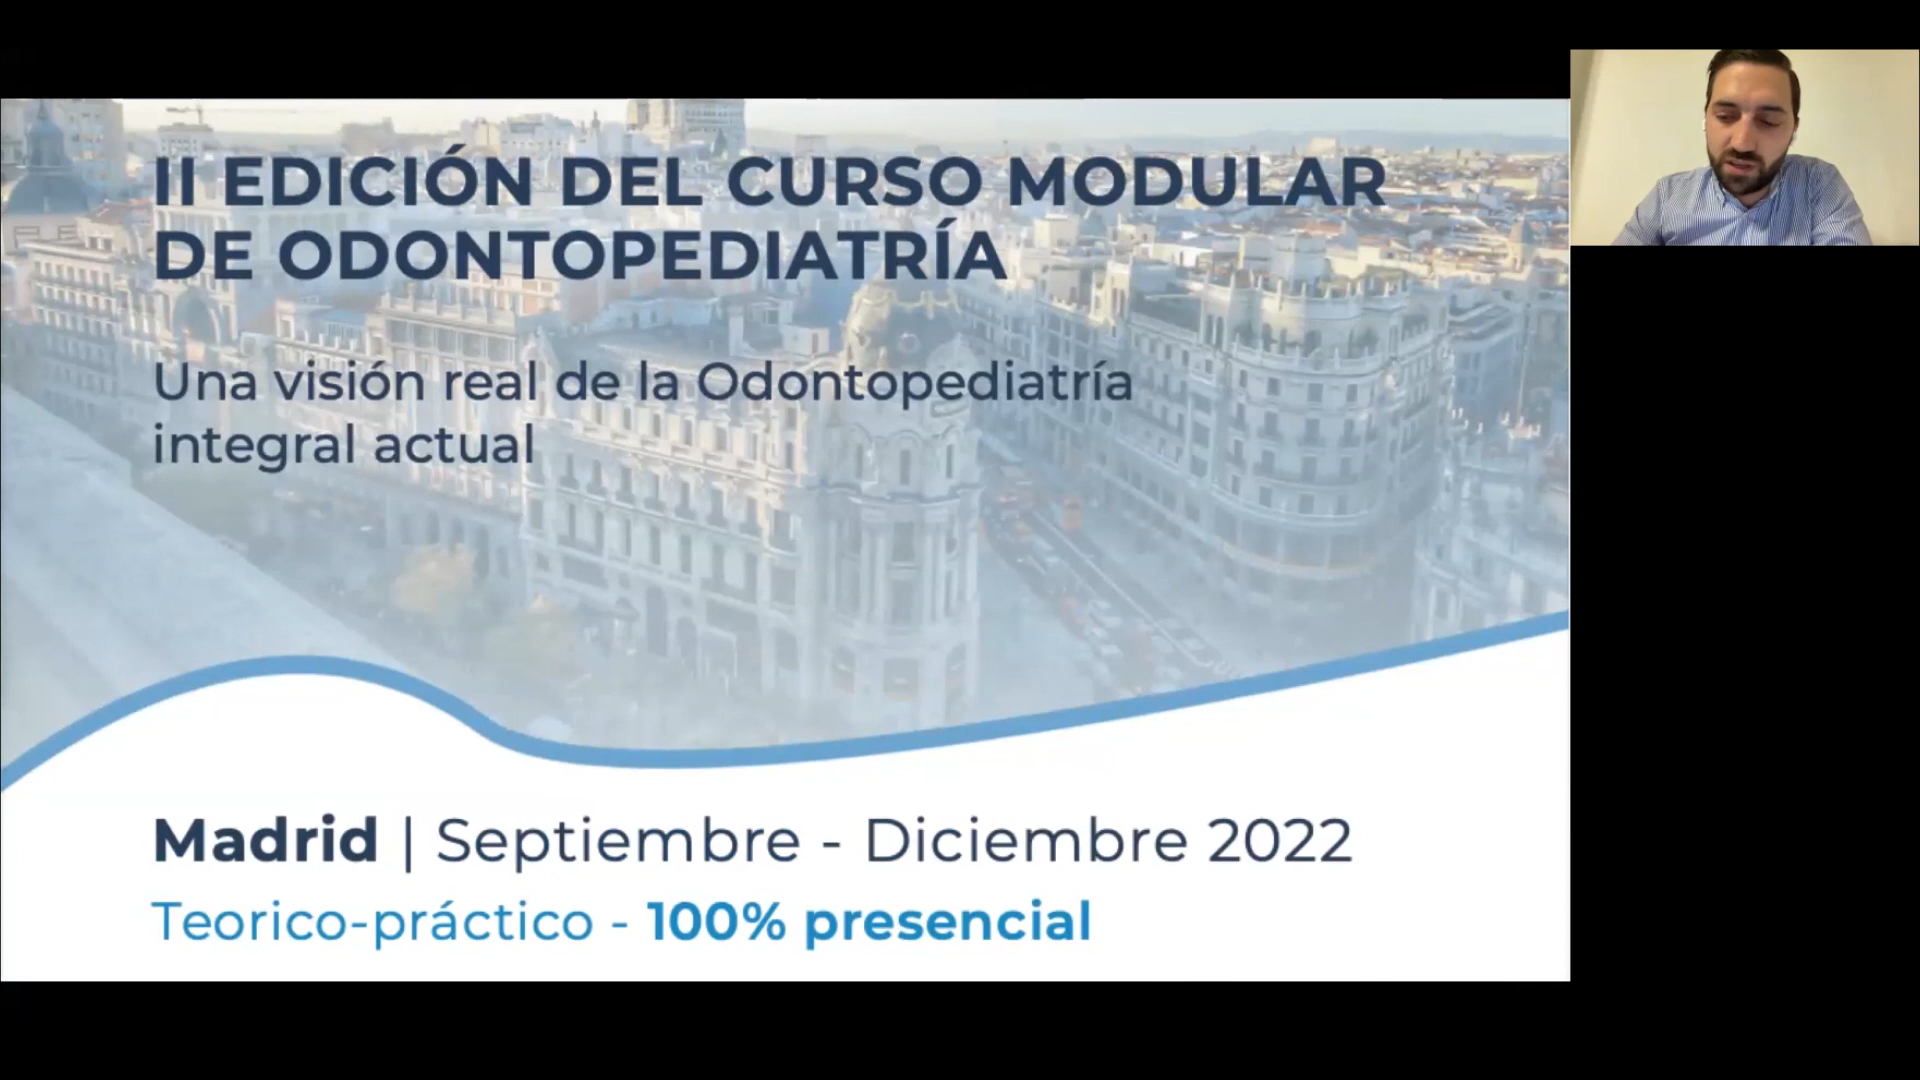 II EDICIÓN DEL CURSO MODULAR
DE ODONTOPEDIATRÍA
Una visión real de la Odontopediatría
integral actual
Madrid | Septiembre - Diciembre 2022
Teorico-práctico - 100% presencial